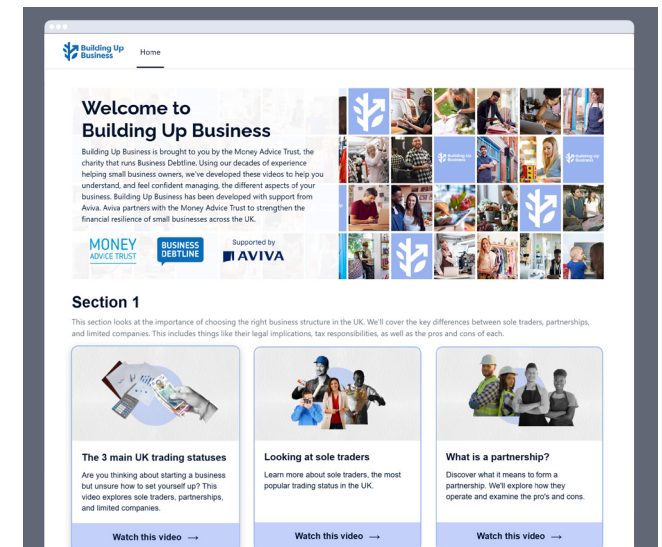 Building Up
Business
Home
Welcome to
Building Up Business
Building Up Business is brought to you by the Money Advice Trust, the
charity that runs Business Debtline. Using our decades of experience
helping small business owners, we've developed these videos to help you
understand, and feel confident managing, the different aspects of your
business. Building Up Business has been developed with support from
Aviva. Aviva partners with the Money Advice Trust to strengthen the
financial resilience of small businesses across the UK.
MONEY
ADVICE TRUST
BUSINESS
DEBTLINE
Supported by
AVIVA
Building Up
Business
Building Up
Business
Section 1
This section looks at the importance of choosing the right business structure in the UK. We'll cover the key differences between sole traders, partnerships,
and limited companies. This includes things like their legal implications, tax responsibilities, as well as the pros and cons of each.
The 3 main UK trading statuses
Are you thinking about starting a business
but unsure how to set yourself up? This
video explores sole traders, partnerships,
and limited companies.
Watch this video →
Looking at sole traders
Learn more about sole traders, the most
popular trading status in the UK.
Watch this video →
What is a partnership?
Discover what it means to form a
partnership. We'll explore how they
operate and examine the pro's and cons.
Watch this video →